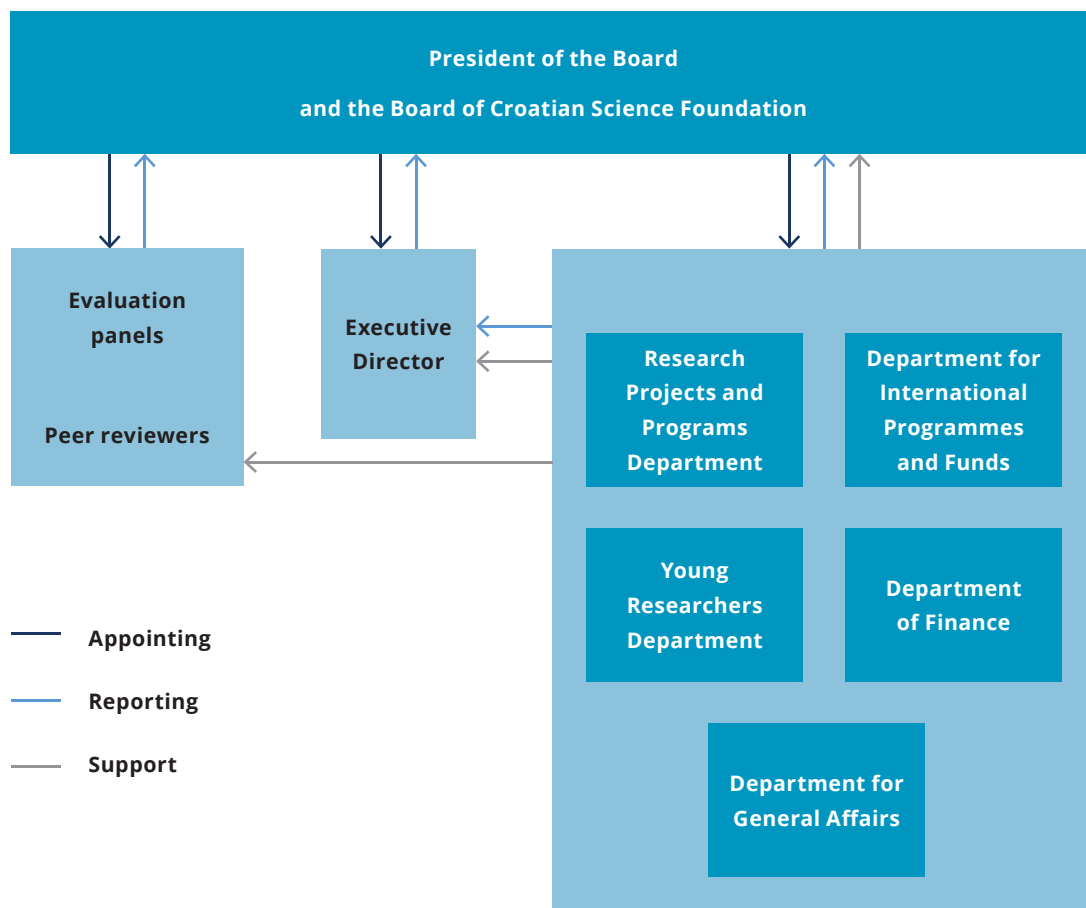 President of the Board
and the Board of Croatian Science Foundation
Evaluation
panels
Peer reviewers
Executive
Director
Research
Projects and
Programs
Department
Department for
International
Programmes
and Funds
Young
Researchers
Department
Department
of Finance
Department for
General Affairs
Appointing
Reporting
Support